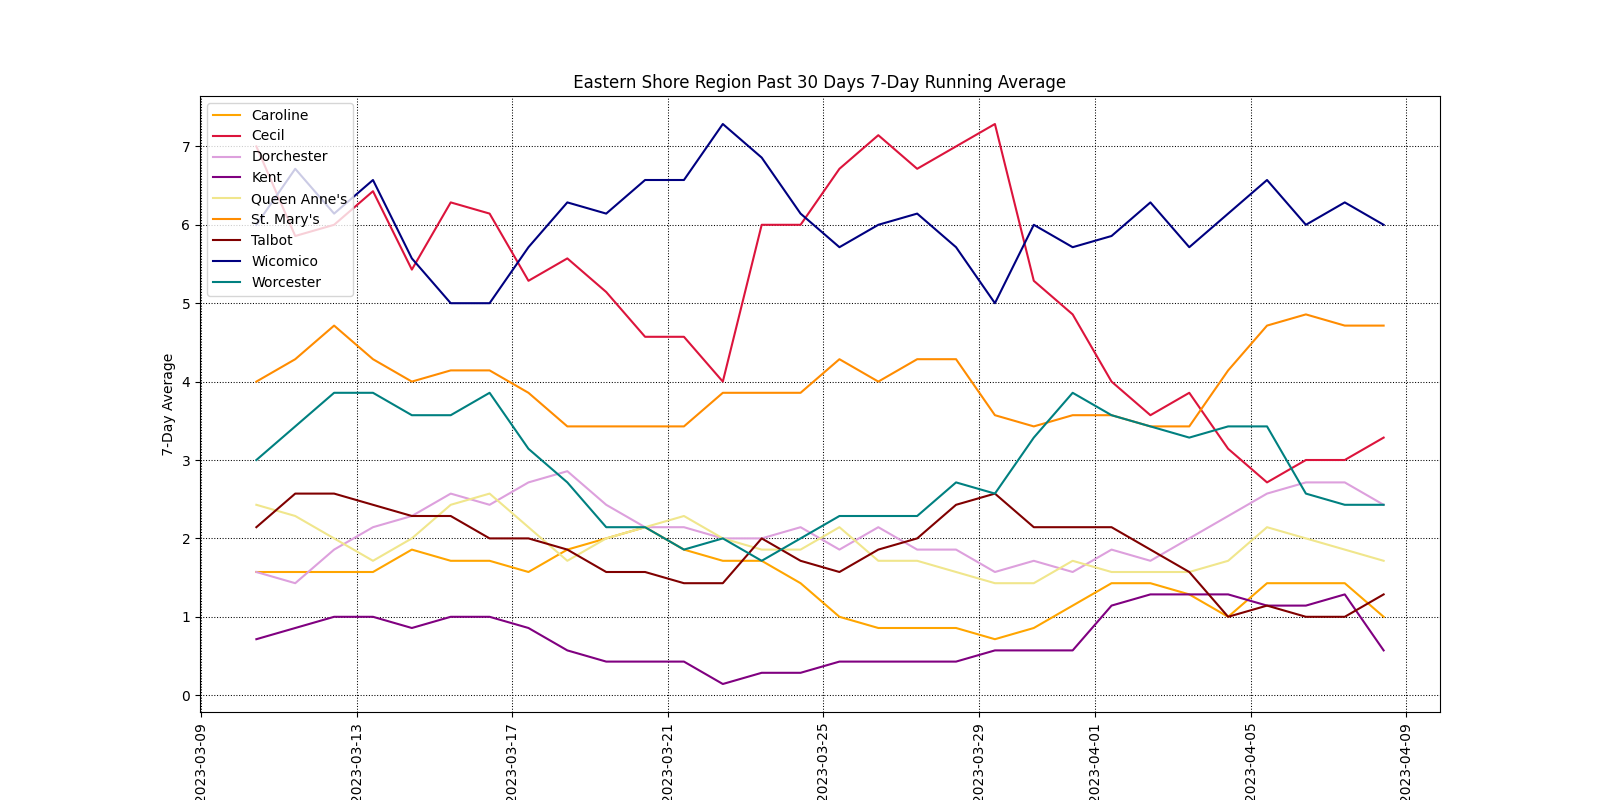 Eastern Shore Region Past 30 Days 7-Day Running Average
Caroline
Cecil
Dorchester
Kent
Queen Anne's
St. Mary's
Talbot
Wicomico
Worcester
7-Day Average
7
6
5
4
3
2
1
0
2023-03-09
2023-03-13
2023-03-17
2023-03-21
2023-03-25
2023-03-29
2023-04-01
2023-04-05
2023-04-09